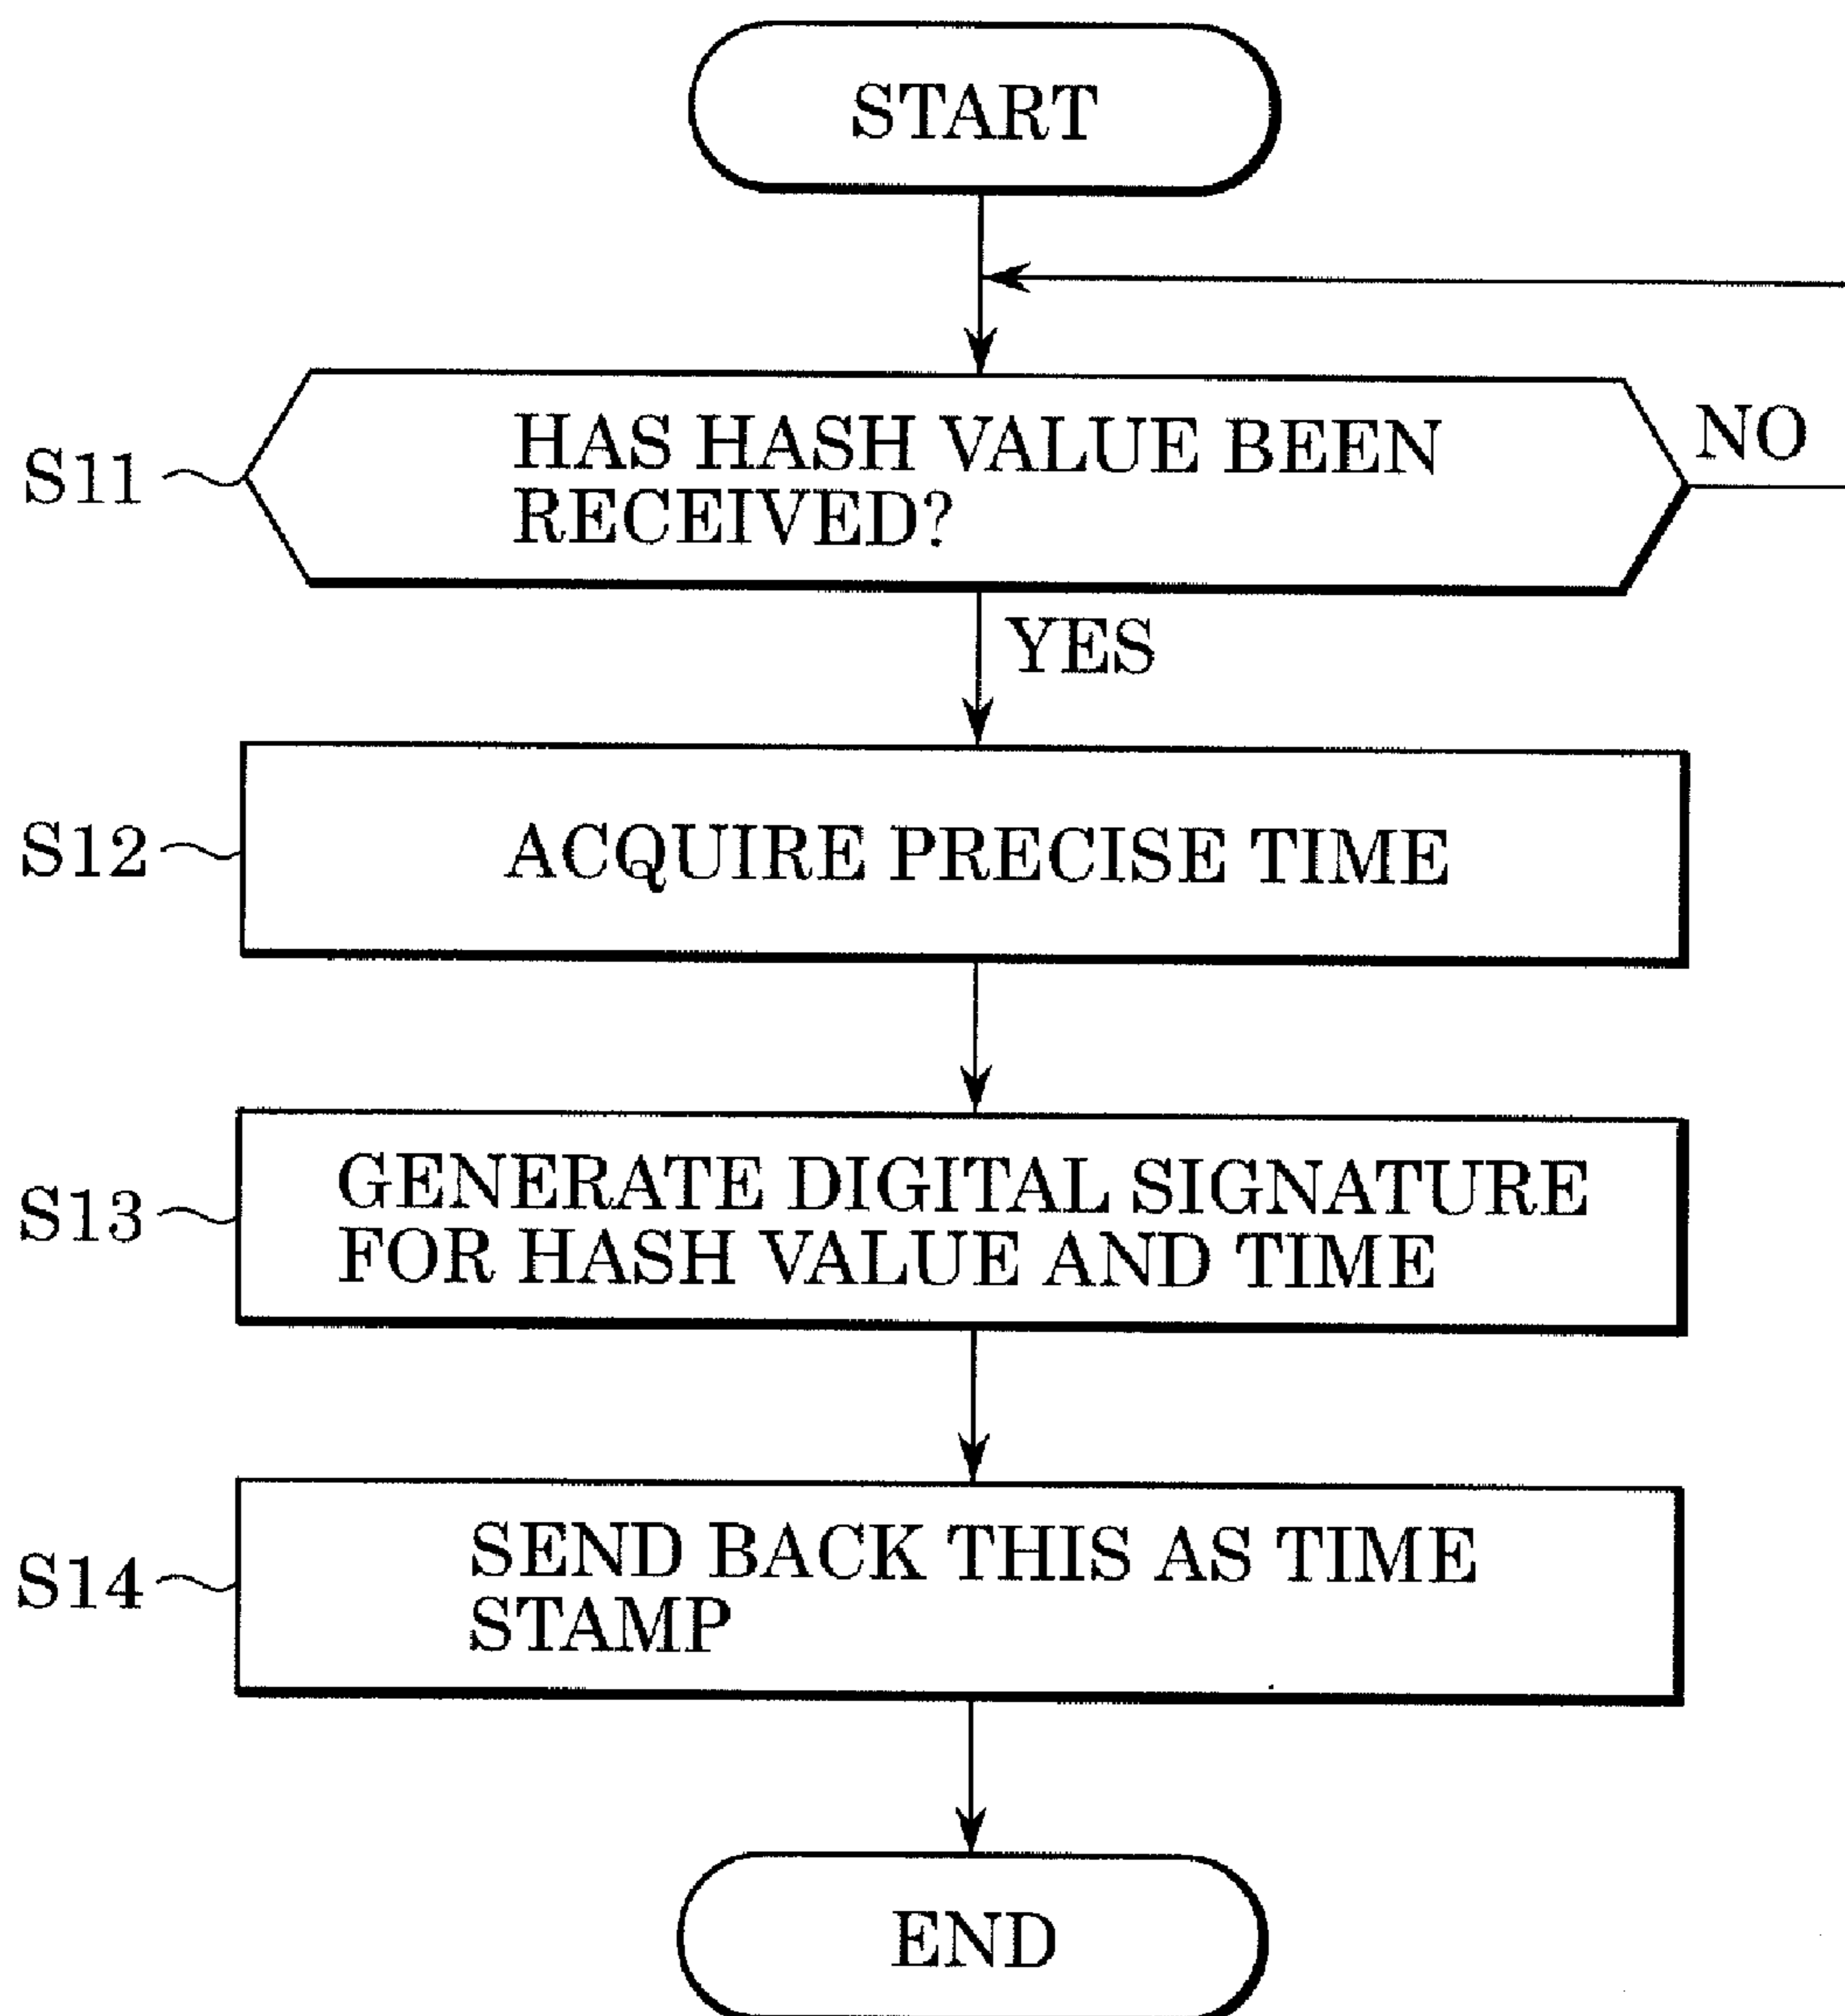 START
S11
HAS HASH VALUE BEEN
RECEIVED?
NO
YES
S12
ACQUIRE PRECISE TIME
S13
GENERATE DIGITAL SIGNATURE
FOR HASH VALUE AND TIME
S14
SEND BACK THIS AS TIME
STAMP
END